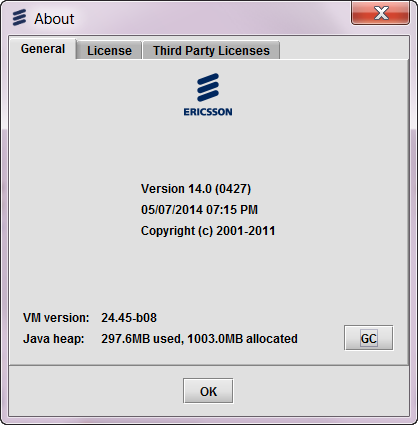 About
General License Third Party Licenses
ERICSSON
Version 14.0 (0427)
05/07/2014 07:15 PM
Copyright (c) 2001-2011
VM version: 24.45-b08
Java heap: 297.6MB used, 1003.0MB allocated
GC
OK